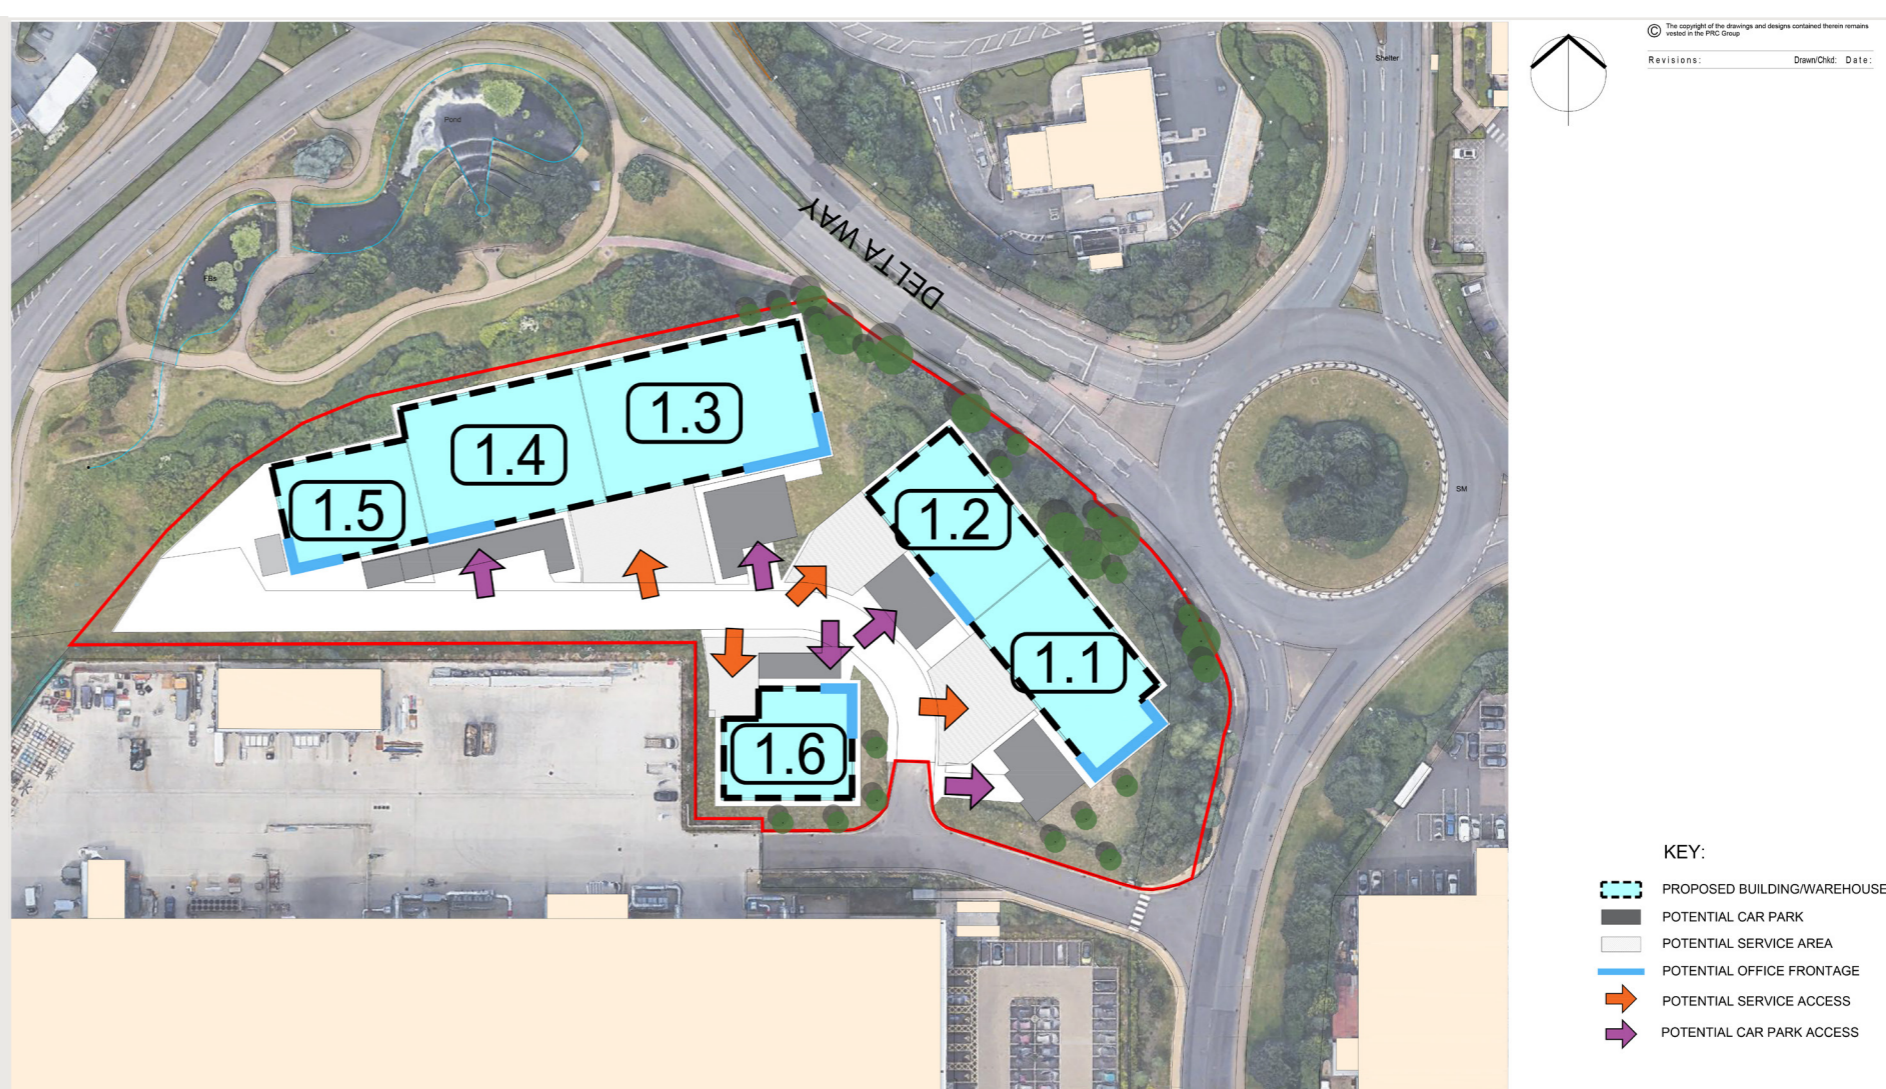 © The copyright of the drawings and designs contained therein remains
vested in the PRC Group
Revisions: Drawn/Chkd: Date:
Shelter
Pond
FBs
DELTA WAY
SM
1.3
1.4
1.5
1.2
1.1
1.6
KEY:
PROPOSED BUILDING/WAREHOUSE
POTENTIAL CAR PARK
POTENTIAL SERVICE AREA
POTENTIAL OFFICE FRONTAGE
POTENTIAL SERVICE ACCESS
POTENTIAL CAR PARK ACCESS